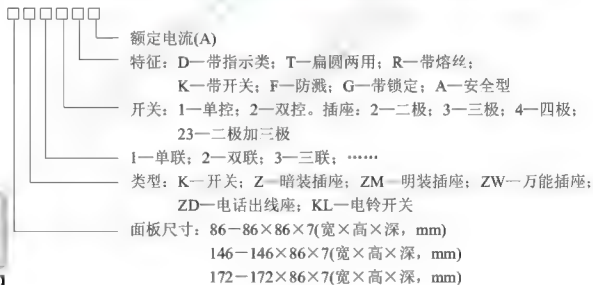 □□□□□□
额定电流(A)
特征：D—带指示类；T—扁圆两用；R—带熔丝；
K—带开关；F—防溅；G—带锁定；A—安全型
开关：1—单控；2—双控。插座：2—二极；3—三极；4—四极；
23—二极加三极
1—单联；2—双联；3—三联；……
类型：K—开关；Z—暗装插座；ZM—明装插座；ZW—万能插座；
ZD—电话出线座；KL—电铃开关
面板尺寸：86—86×86×7(宽×高×深，mm)
146—146×86×7(宽×高×深，mm)
172—172×86×7(宽×高×深，mm)